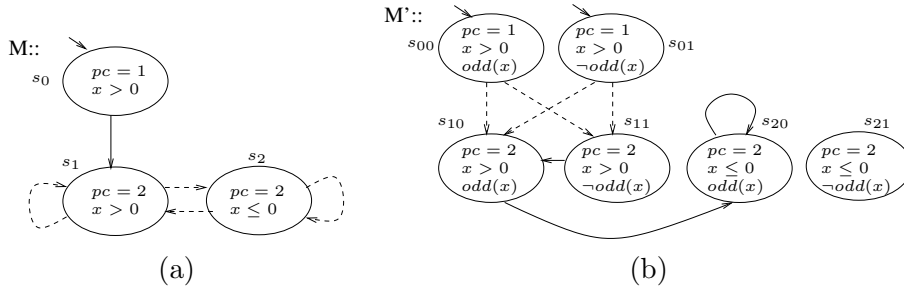 M::
s₀
pc = 1
x > 0
s₁
pc = 2
x > 0
s₂
pc = 2
x ≤ 0
(a)
M'::
s₀₀
pc = 1
x > 0
odd(x)
pc = 1
x > 0
¬odd(x)
s₀₁
s₁₀
pc = 2
x > 0
odd(x)
s₁₁
pc = 2
x > 0
¬odd(x)
s₂₀
pc = 2
x ≤ 0
odd(x)
s₂₁
pc = 2
x ≤ 0
¬odd(x)
(b)